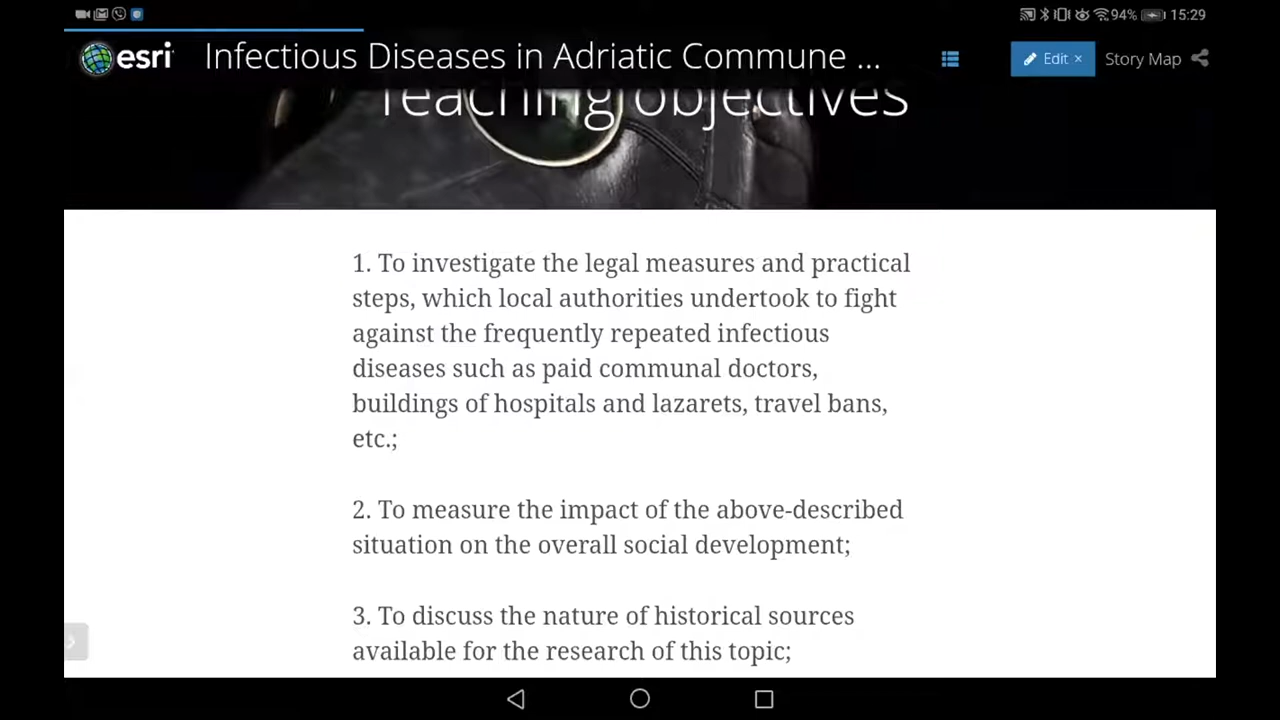 94% 15:29
esri Infectious Diseases in Adriatic Commune ... Edit × Story Map
Teaching objectives
1. To investigate the legal measures and practical
steps, which local authorities undertook to fight
against the frequently repeated infectious
diseases such as paid communal doctors,
buildings of hospitals and lazarets, travel bans,
etc.;
2. To measure the impact of the above-described
situation on the overall social development;
3. To discuss the nature of historical sources
available for the research of this topic;